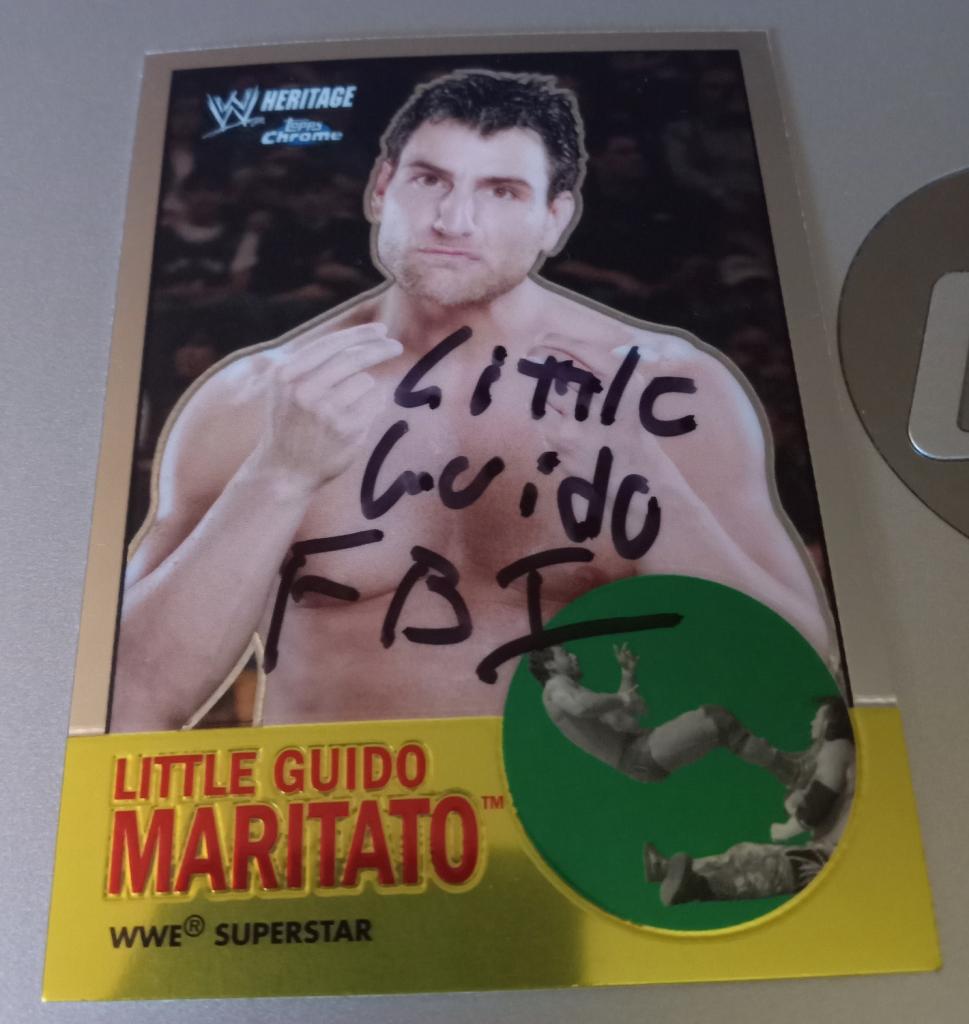 W HERITAGE
Topps
Chrome
Little
Guido
FBI
LITTLE GUIDO
MARITATO™
WWE® SUPERSTAR